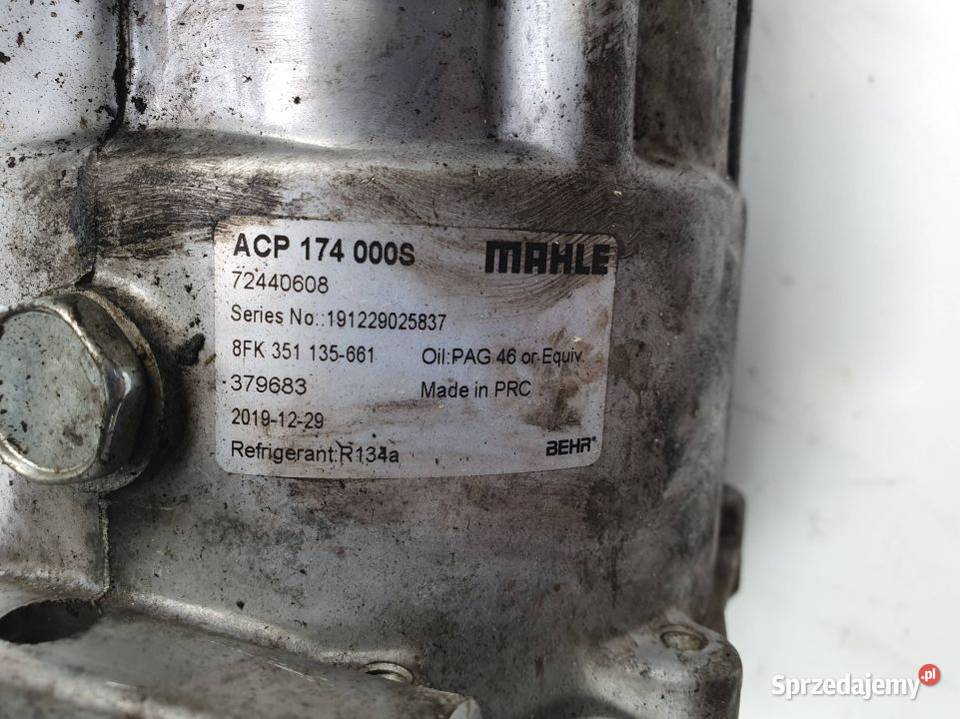 ACP 174 000S MAHLE
72440608
Series No.:191229025837
8FK 351 135-661 Oil:PAG 46 or Equiv.
379683 Made in PRC
2019-12-29
Refrigerant:R134a BEHR®
Sprzedajemy.pl